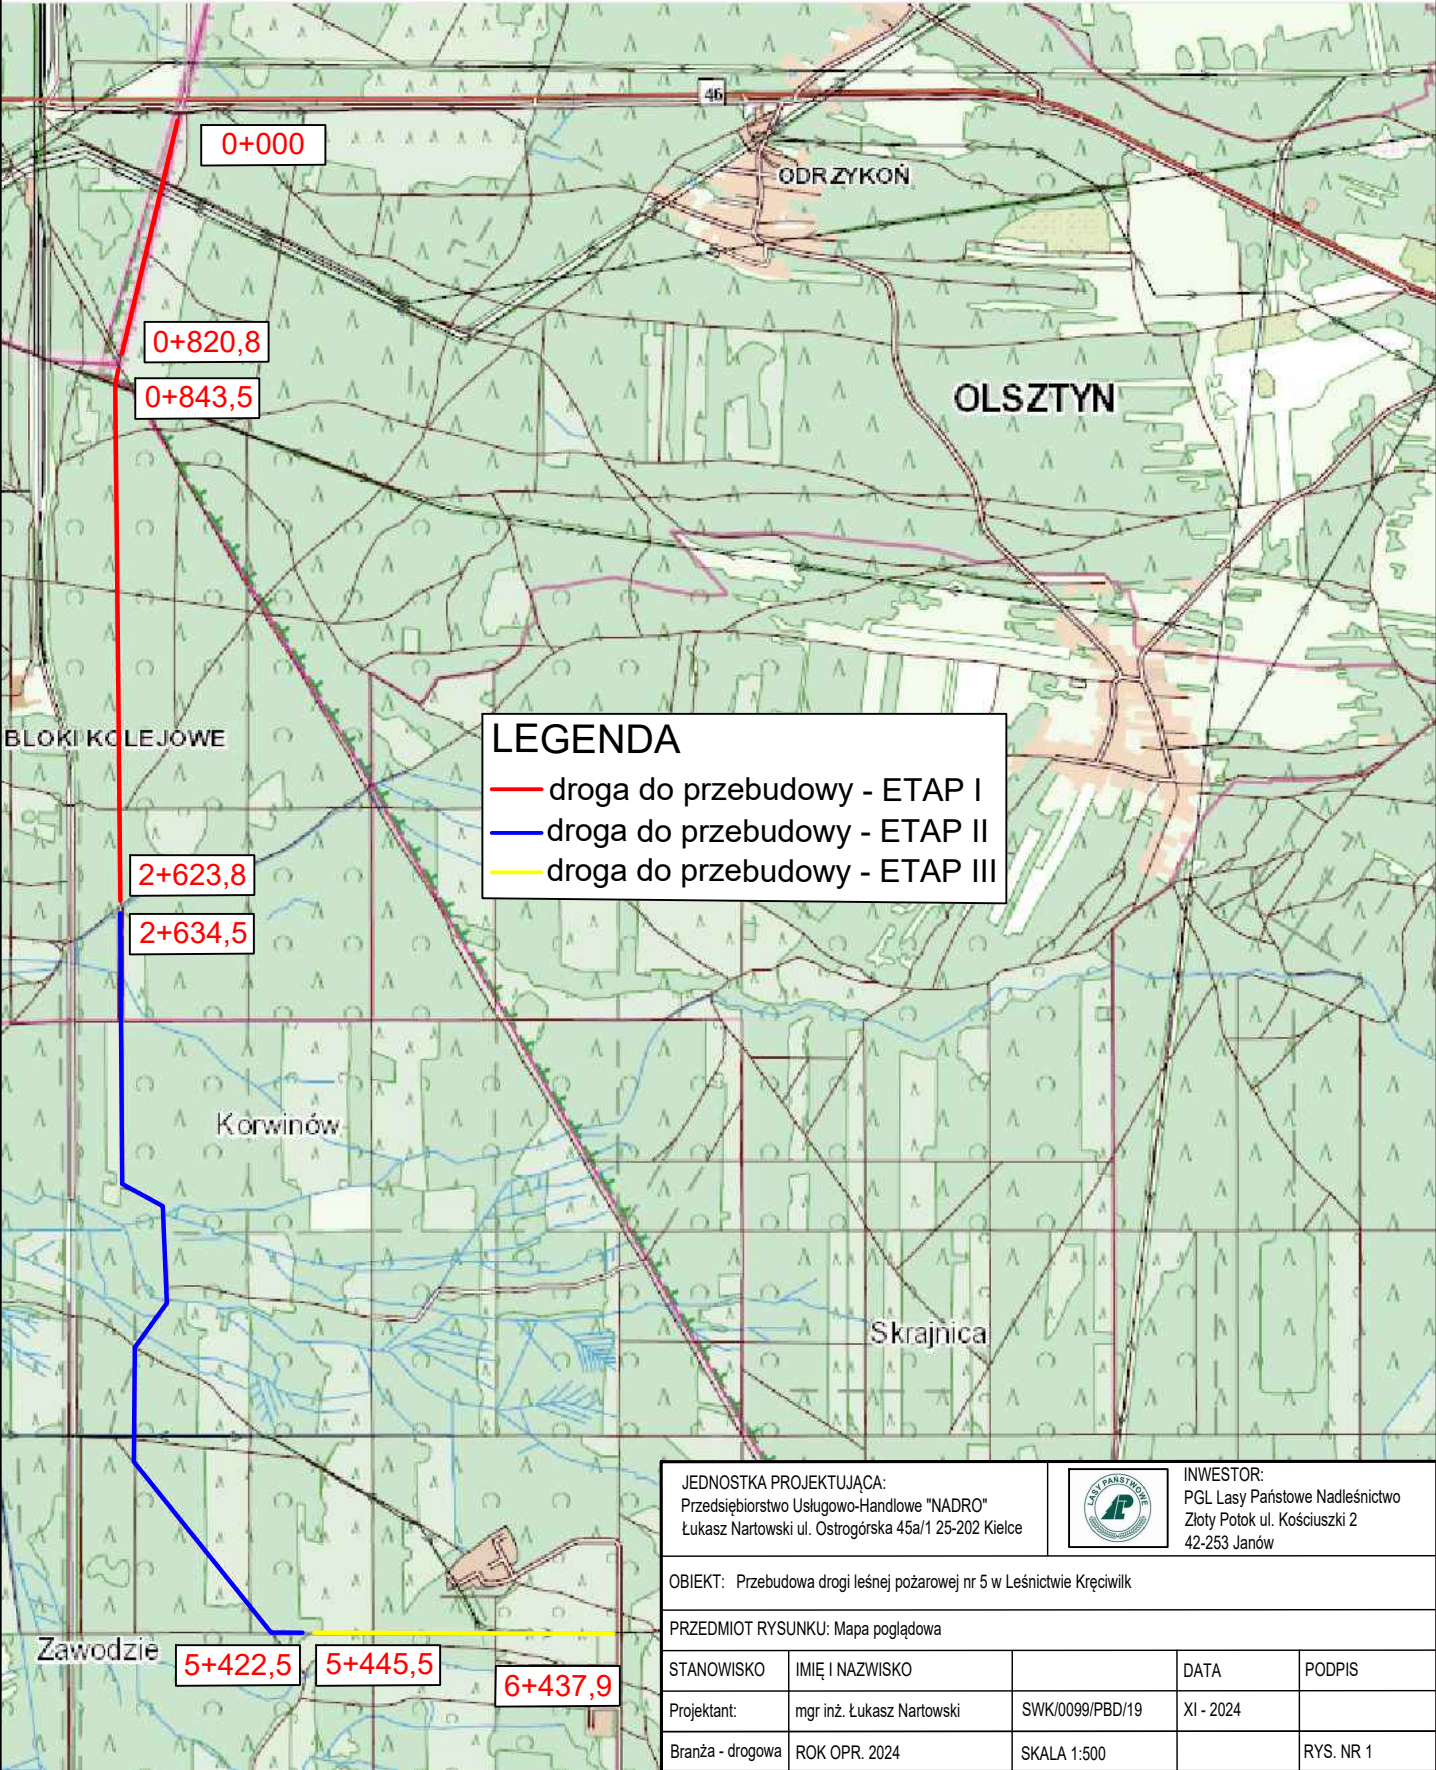 46
0+000
ODRZYKOŃ
0+820,8
0+843,5
OLSZTYN
BLOKI KOLEJOWE
LEGENDA
droga do przebudowy - ETAP I
droga do przebudowy - ETAP II
droga do przebudowy - ETAP III
2+623,8
2+634,5
Korwinów
Skrajnica
Zawodzie
5+422,5
5+445,5
6+437,9
JEDNOSTKA PROJEKTUJĄCA:
Przedsiębiorstwo Usługowo-Handlowe "NADRO"
Łukasz Nartowski ul. Ostrogórska 45a/1 25-202 Kielce
LASY PAŃSTWOWE
INWESTOR:
PGL Lasy Państowe Nadleśnictwo
Złoty Potok ul. Kościuszki 2
42-253 Janów
OBIEKT: Przebudowa drogi leśnej pożarowej nr 5 w Leśnictwie Kręciwilk
PRZEDMIOT RYSUNKU: Mapa poglądowa
STANOWISKO IMIĘ I NAZWISKO DATA PODPIS
Projektant: mgr inż. Łukasz Nartowski SWK/0099/PBD/19 XI - 2024
Branża - drogowa ROK OPR. 2024 SKALA 1:500 RYS. NR 1